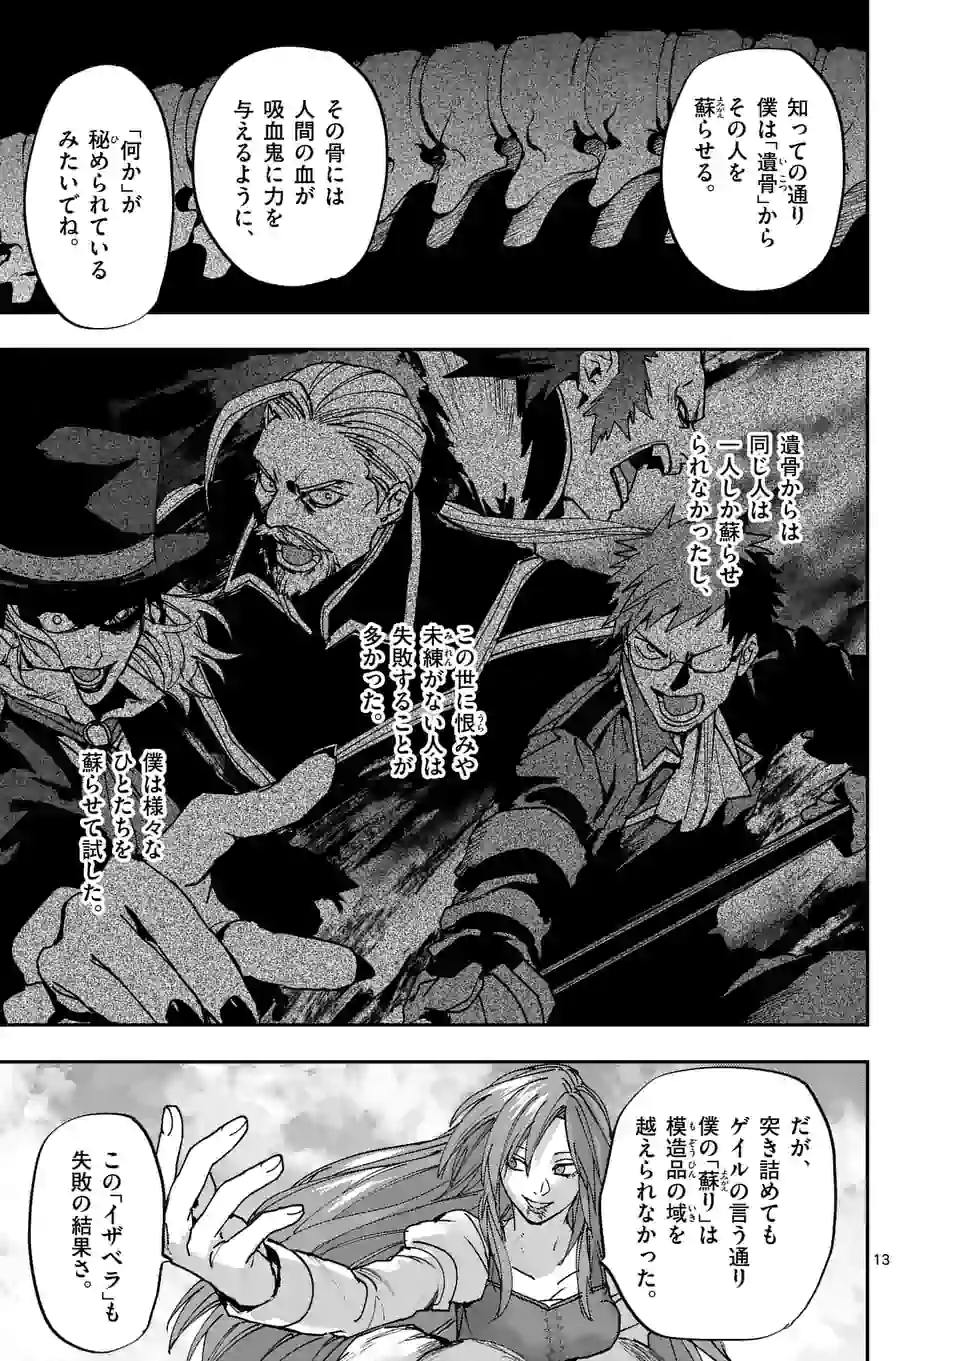 知っての通り
僕は「遺骨」から
その人を
蘇らせる。
その骨には
人間の血が
吸血鬼に力を
与えるように、
「何か」が
秘められている
みたいでね。
遺骨からは
同じ人は
一人しか蘇らせ
られなかったし、
この世に恨みや
未練がない人は
失敗することが
多かった。
僕は様々な
ひとたちを
蘇らせて試した。
だが、
突き詰めても
ゲイルの言う通り
僕の「蘇り」は
模造品の域を
越えられなかった。
この「イザベラ」も
失敗の結果さ。
13